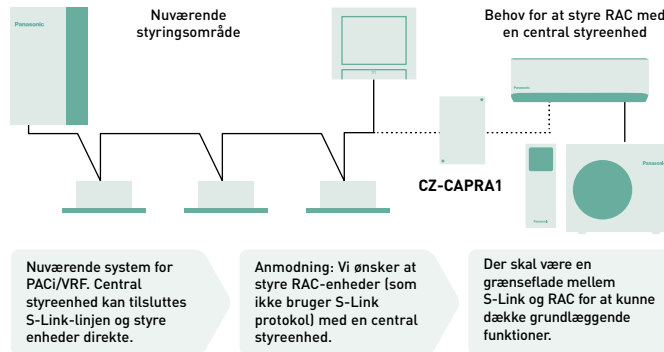 Nuværende
styringsområde
Behov for at styre RAC med
en central styreenhed
Panasonic
Panasonic
CZ-CAPRA1
Panasonic
Panasonic
Nuværende system for
PACi/VRF. Central
styreenhed kan tilsluttes
S-Link-linjen og styre
enheder direkte.
Anmodning: Vi ønsker at
styre RAC-enheder (som
ikke bruger S-Link
protokol) med en central
styreenhed.
Der skal være en
grænseflade mellem
S-Link og RAC for at kunne
dække grundlæggende
funktioner.